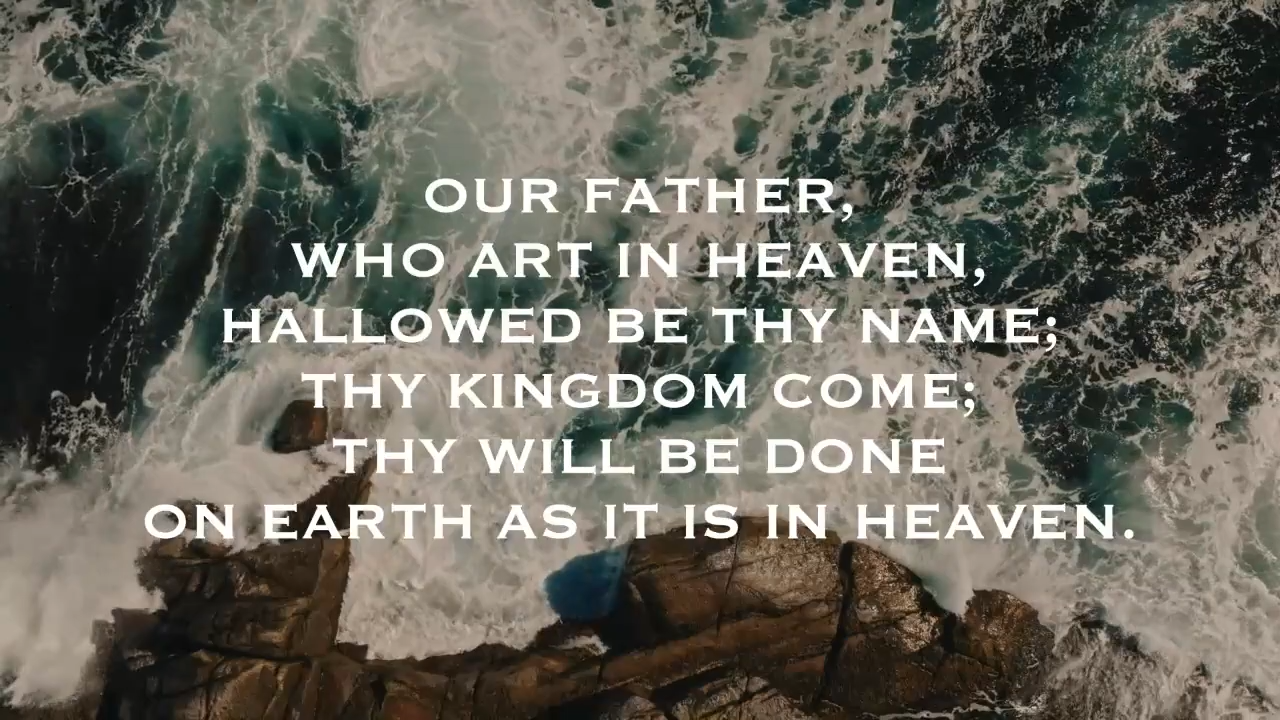 OUR FATHER,
WHO ART IN HEAVEN,
HALLOWED BE THY NAME;
THY KINGDOM COME;
THY WILL BE DONE
ON EARTH AS IT IS IN HEAVEN.